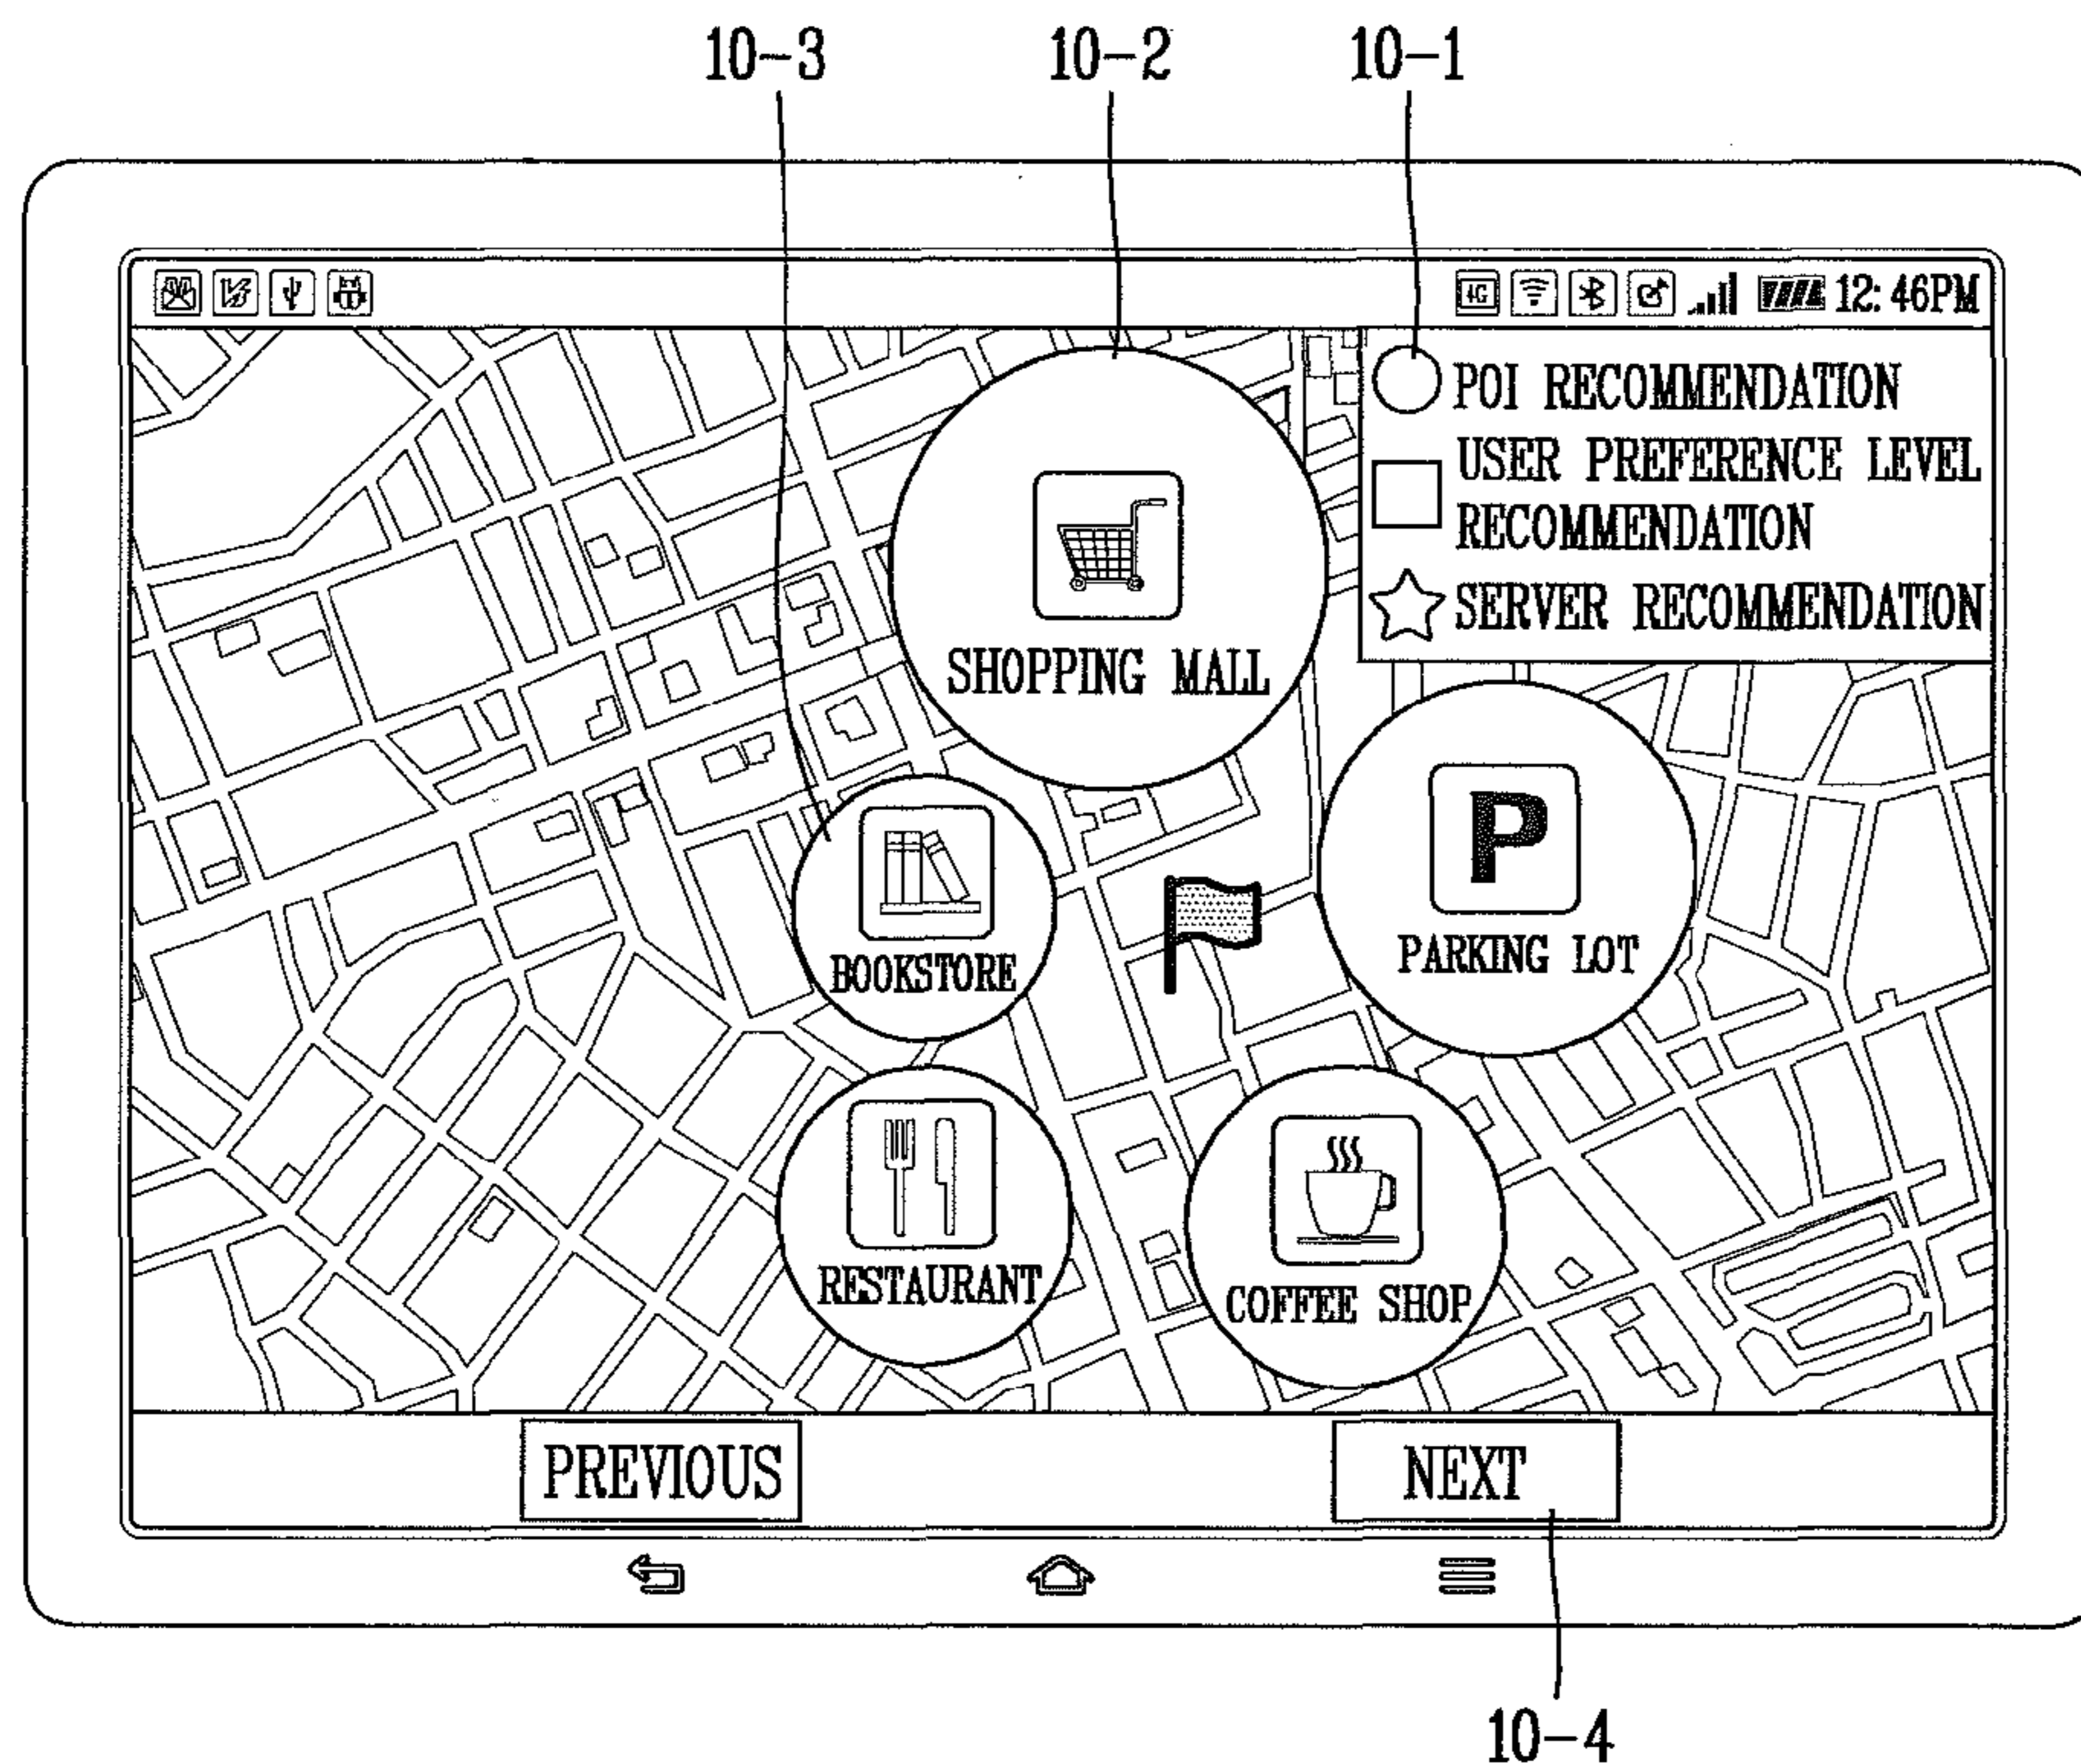 10-3 10-2 10-1
4G 12:46PM
POI RECOMMENDATION
USER PREFERENCE LEVEL
RECOMMENDATION
SERVER RECOMMENDATION
SHOPPING MALL
P
PARKING LOT
BOOKSTORE
RESTAURANT
COFFEE SHOP
PREVIOUS NEXT
10-4